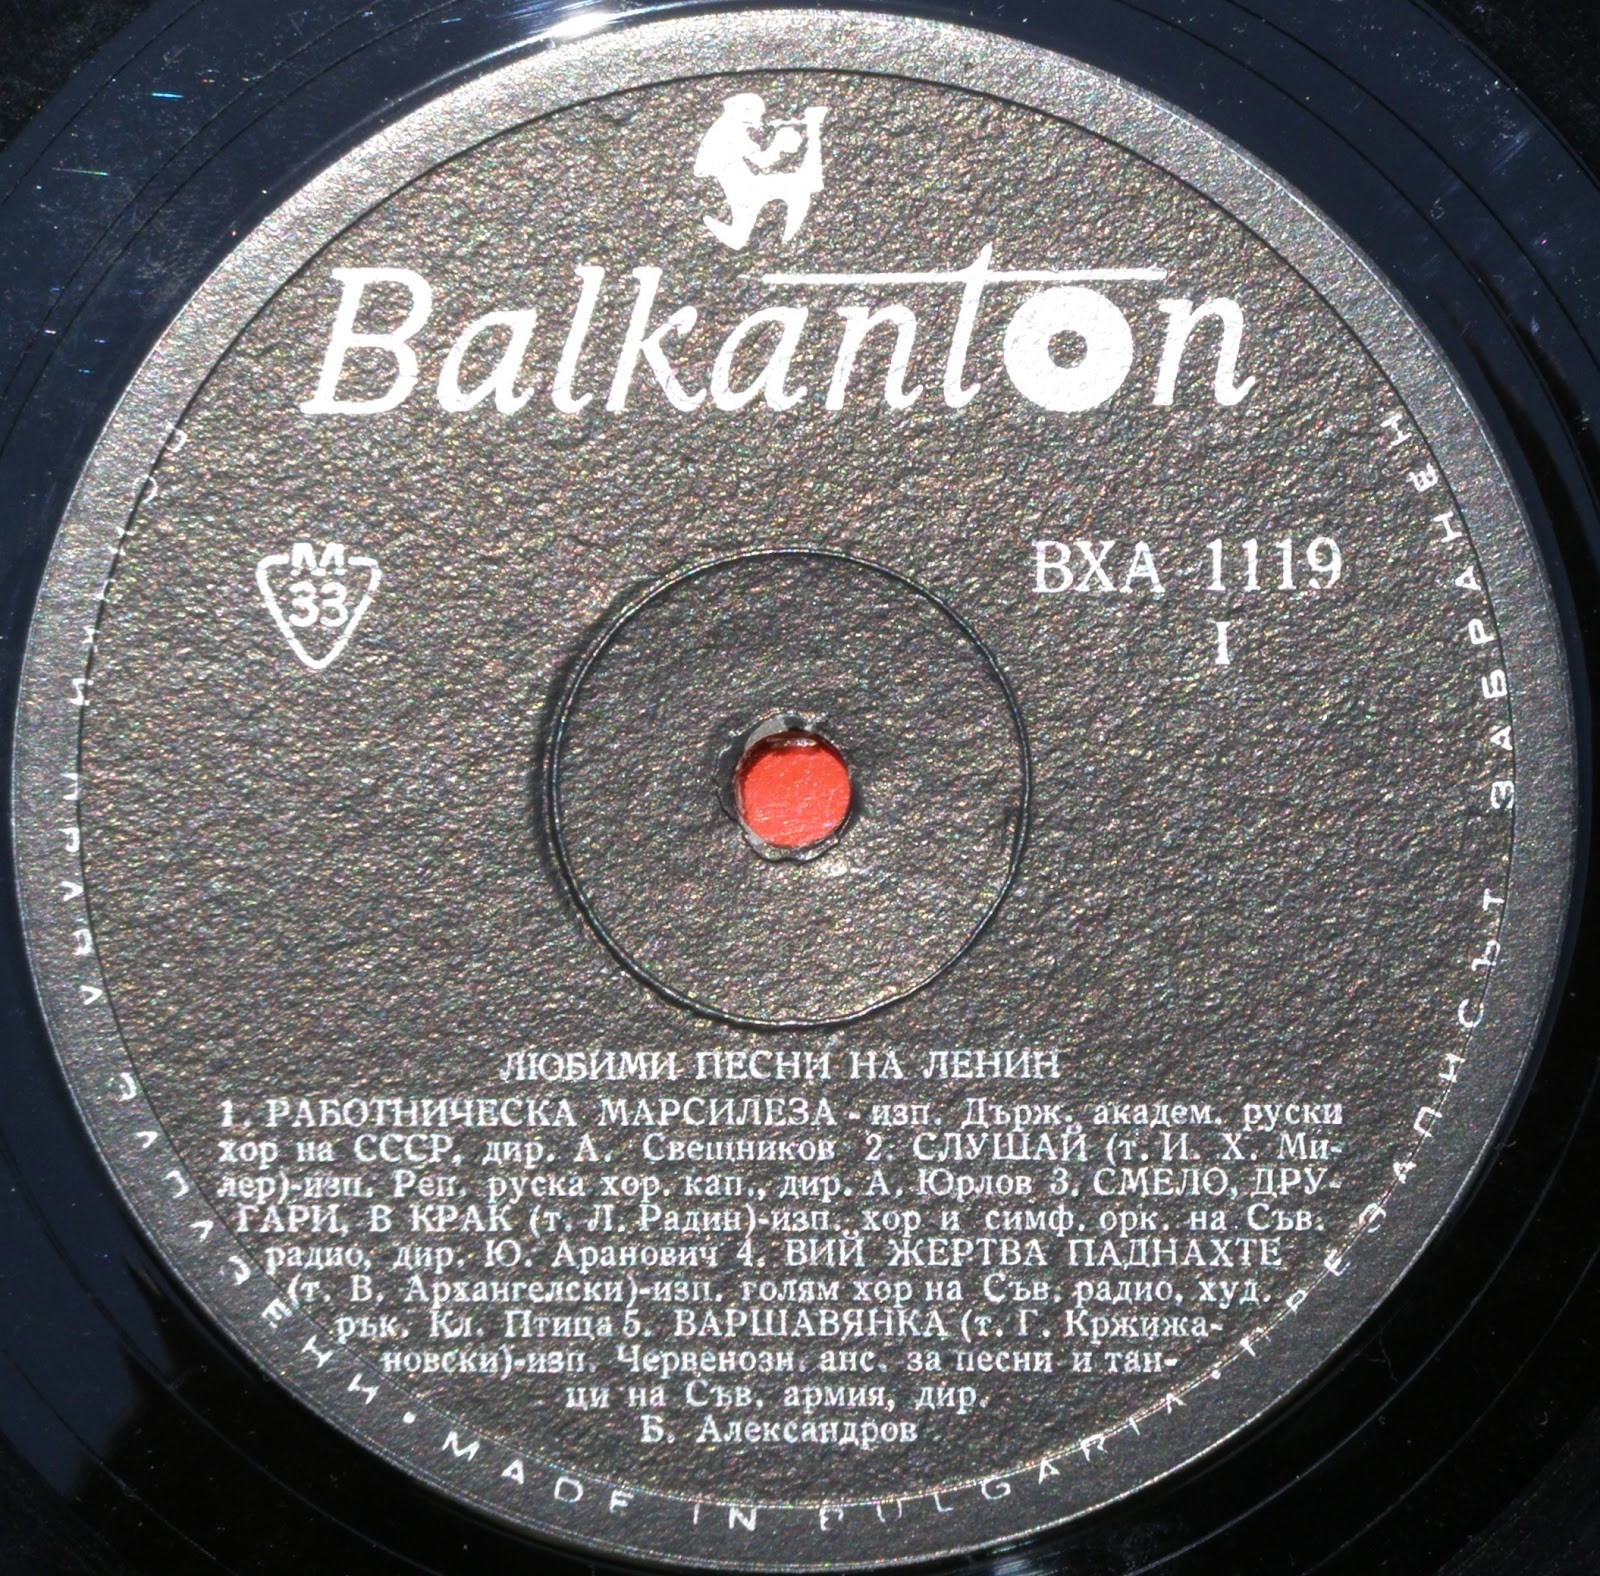 Balkanton
М
33
ВХА 1119
I
ЛЮБИМИ ПЕСНИ НА ЛЕНИН
1. РАБОТНИЧЕСКА МАРСИЛЕЗА - изп. Държ. академ. руски
хор на СССР, дир. А. Свешников 2. СЛУШАЙ (т. И. Х. Ми-
лер)-изп. Реп. руска хор. кап., дир. А. Юрлов 3. СМЕЛО, ДРУ-
ГАРИ, В КРАК (т. Л. Радин)-изп. хор и симф. орк. на Съв.
радио, дир. Ю. Аранович 4. ВИЙ ЖЕРТВА ПАДНАХТЕ
(т. В. Архангелски)-изп. голям хор на Съв. радио, худ.
рък. Кл. Птица 5. ВАРШАВЯНКА (т. Г. Кржижа-
новски)-изп. Червенозн. анс. за песни и тан-
ци на Съв. армия, дир.
Б. Александров
MADE IN BULGARIA • ПРЕЗАПИСЪТ ЗАБРАНЕН